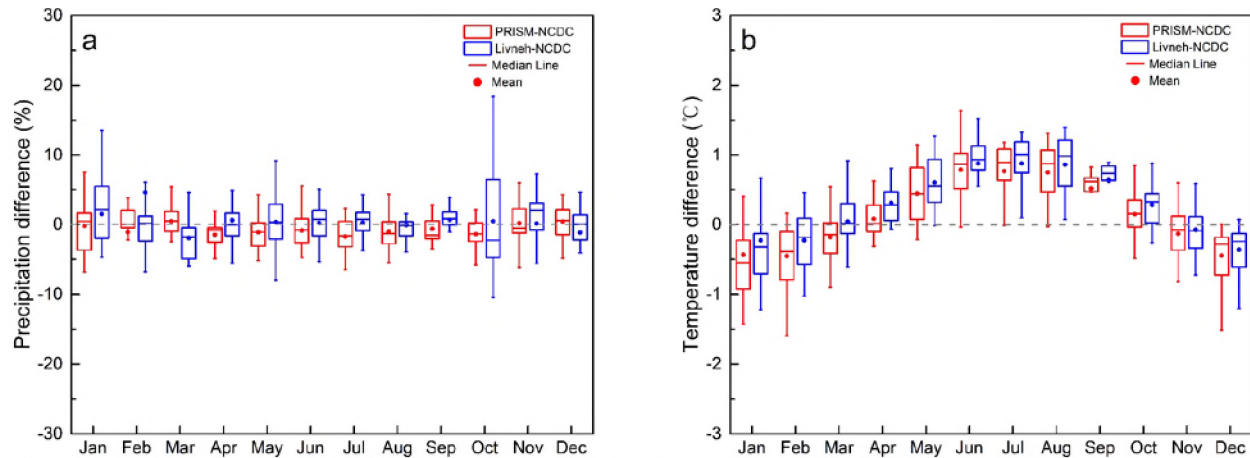 a
PRISM-NCDC
Livneh-NCDC
Median Line
Mean
Precipitation difference (%)
30
20
10
0
-10
-20
-30
Jan Feb Mar Apr May Jun Jul Aug Sep Oct Nov Dec
b
PRISM-NCDC
Livneh-NCDC
Median Line
Mean
Temperature difference (℃)
3
2
1
0
-1
-2
-3
Jan Feb Mar Apr May Jun Jul Aug Sep Oct Nov Dec